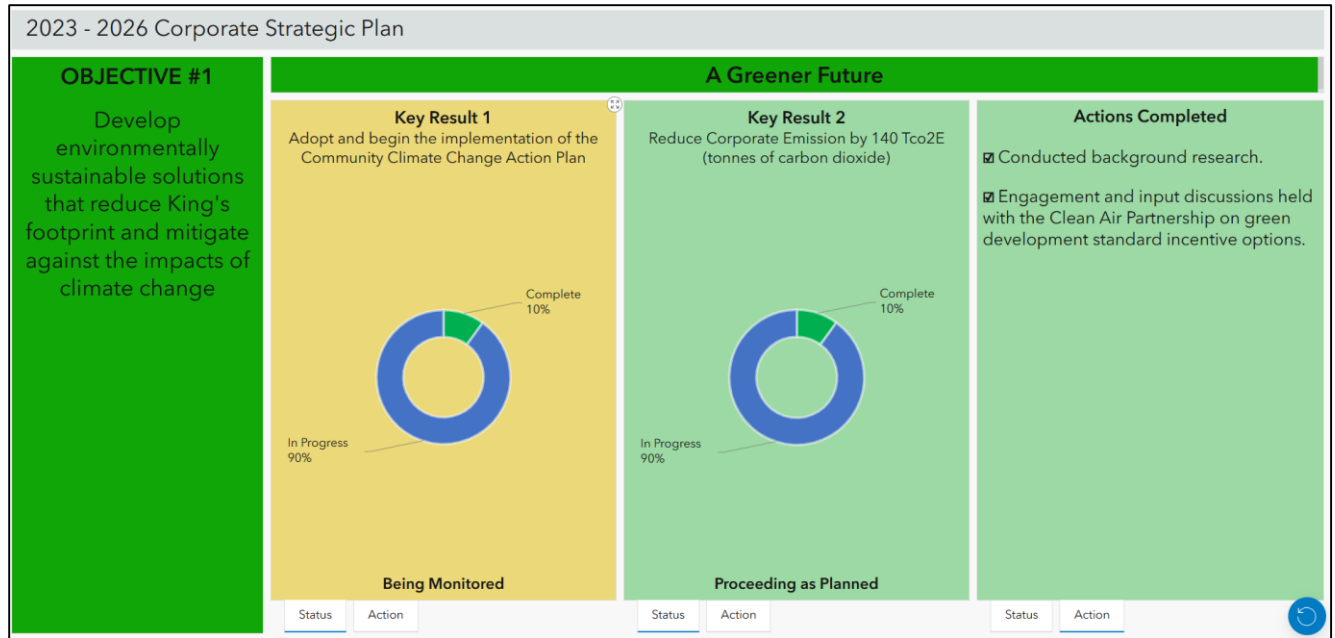 2023 - 2026 Corporate Strategic Plan
OBJECTIVE #1
Develop
environmentally
sustainable solutions
that reduce King's
footprint and mitigate
against the impacts of
climate change
A Greener Future
Key Result 1
Adopt and begin the implementation of the
Community Climate Change Action Plan
Complete
10%
In Progress
90%
Being Monitored
Status Action
Key Result 2
Reduce Corporate Emission by 140 Tco2E
(tonnes of carbon dioxide)
Complete
10%
In Progress
90%
Proceeding as Planned
Status Action
Actions Completed
☑ Conducted background research.
☑ Engagement and input discussions held
with the Clean Air Partnership on green
development standard incentive options.
Status Action